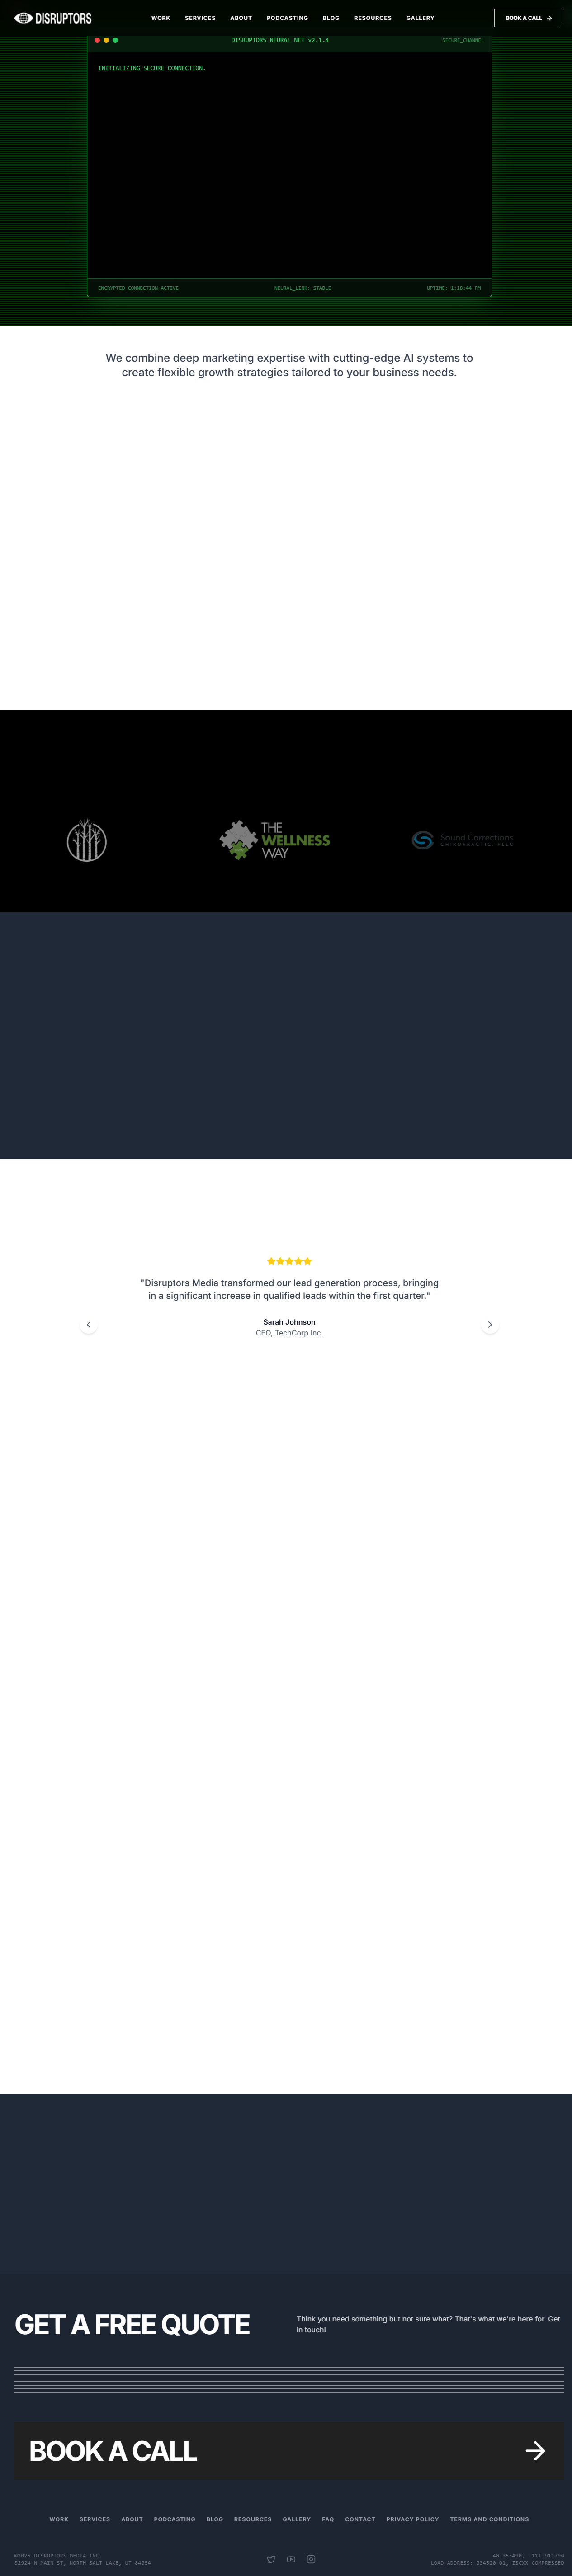 DISRUPTORS
WORK SERVICES ABOUT PODCASTING BLOG RESOURCES GALLERY
BOOK A CALL
DISRUPTORS_NEURAL_NET v2.1.4
SECURE_CHANNEL
INITIALIZING SECURE CONNECTION.
ENCRYPTED CONNECTION ACTIVE
NEURAL_LINK: STABLE
UPTIME: 1:18:44 PM
We combine deep marketing expertise with cutting-edge AI systems to
create flexible growth strategies tailored to your business needs.
THE
WELLNESS
WAY
Sound Corrections
CHIROPRACTIC, PLLC
"Disruptors Media transformed our lead generation process, bringing
in a significant increase in qualified leads within the first quarter."
Sarah Johnson
CEO, TechCorp Inc.
GET A FREE QUOTE
Think you need something but not sure what? That's what we're here for. Get
in touch!
BOOK A CALL
WORK SERVICES ABOUT PODCASTING BLOG RESOURCES GALLERY FAQ CONTACT PRIVACY POLICY TERMS AND CONDITIONS
©2025 DISRUPTORS MEDIA INC.
N MAIN ST, NORTH SALT LAKE, UT 84054
LOAD ADDRESS: COMPRESSED